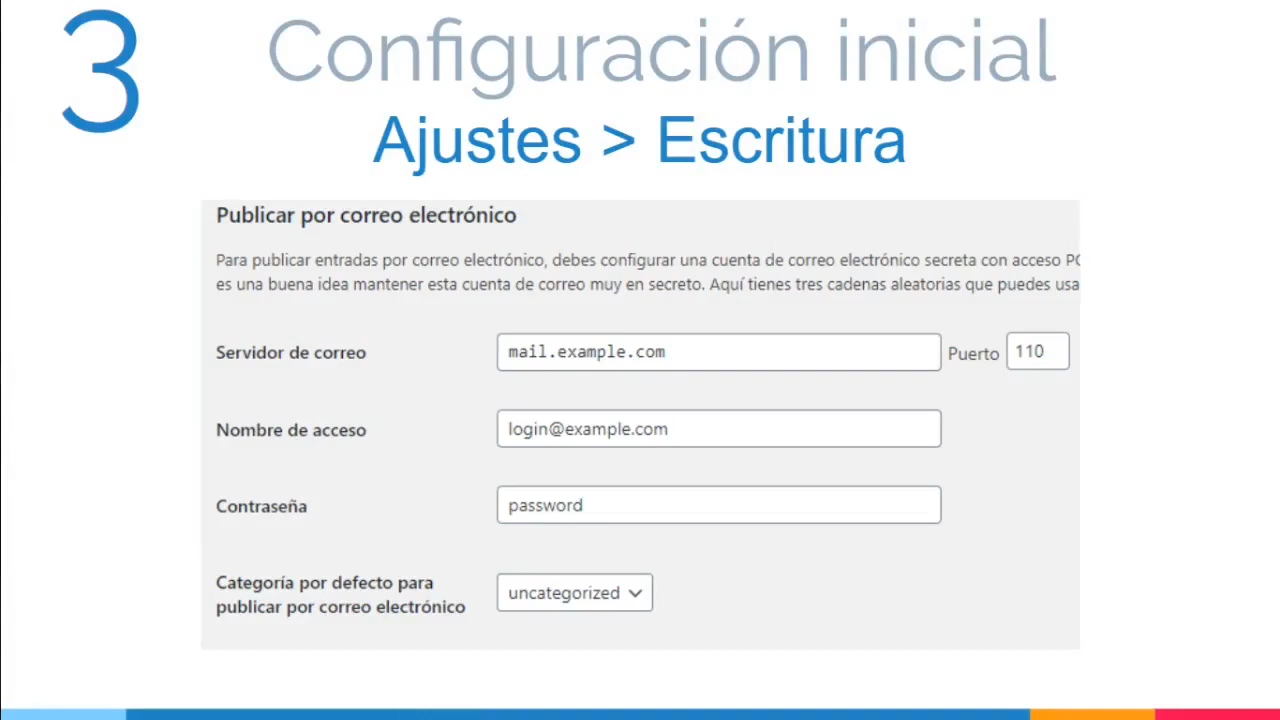 3
Configuración inicial
Ajustes > Escritura
Publicar por correo electrónico
Para publicar entradas por correo electrónico, debes configurar una cuenta de correo electrónico secreta con acceso
es una buena idea mantener esta cuenta de correo muy en secreto. Aquí tienes tres cadenas aleatorias que puedes usa
Servidor de correo mail.example.com Puerto 110
Nombre de acceso login@example.com
Contraseña password
Categoría por defecto para
publicar por correo electrónico uncategorized